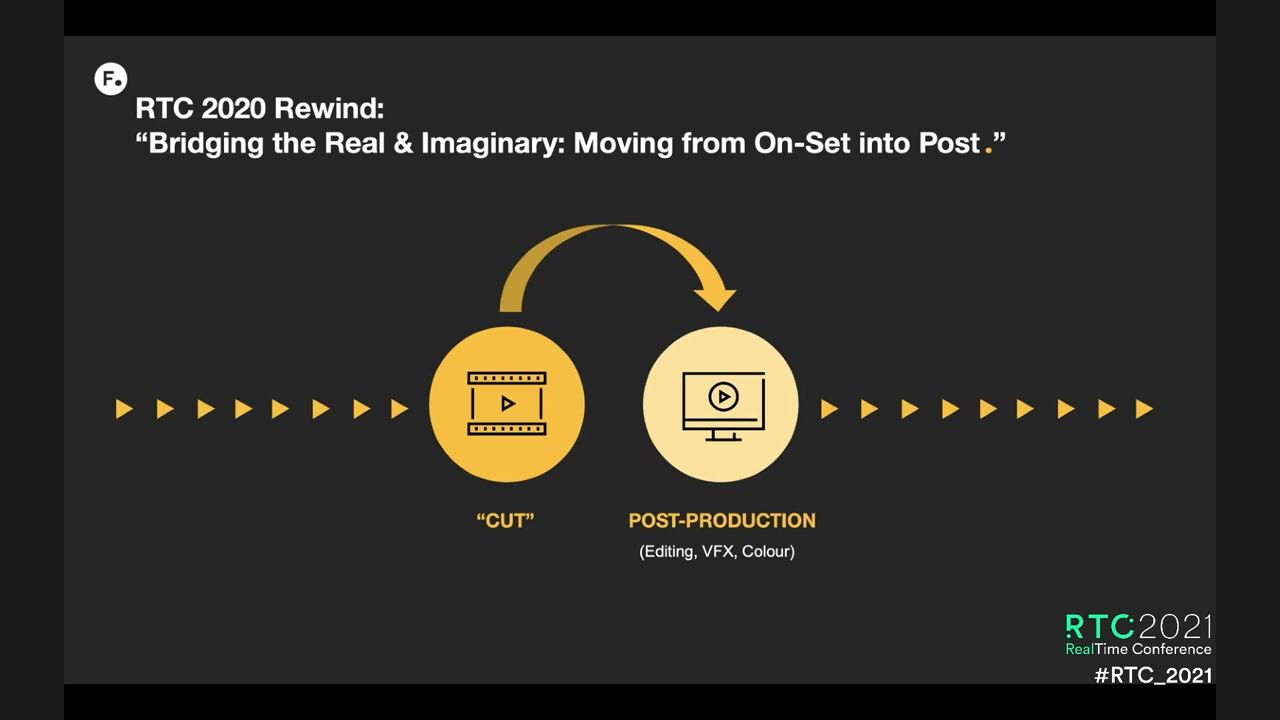 F.
RTC 2020 Rewind:
“Bridging the Real & Imaginary: Moving from On-Set into Post.”
“CUT”
POST-PRODUCTION
(Editing, VFX, Colour)
RTC2021
RealTime Conference
#RTC_2021